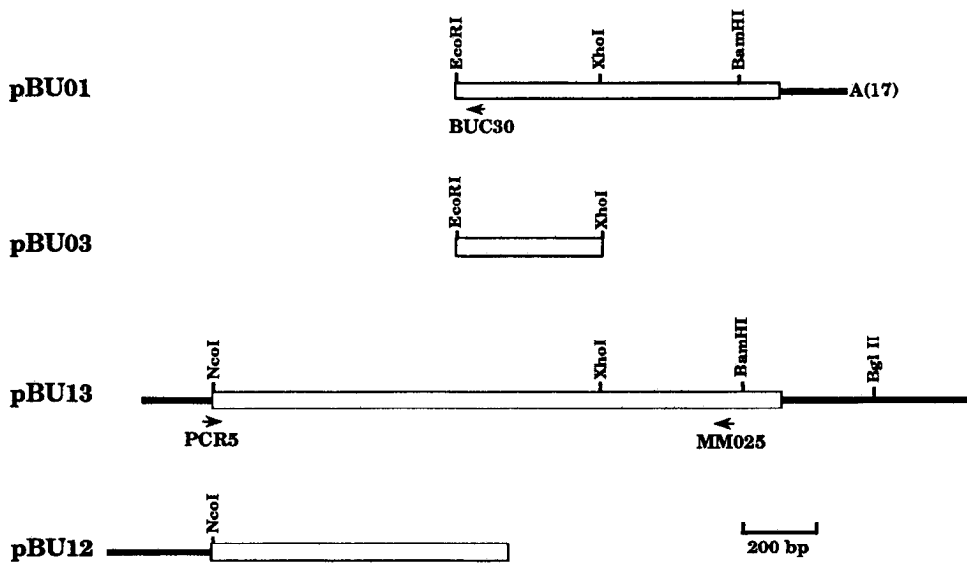 EcoRI
XhoI
BamHI
pBU01
A(17)
BUC30
EcoRI
XhoI
pBU03
NcoI
XhoI
BamHI
Bgl II
pBU13
PCR5
MM025
NcoI
pBU12
200 bp